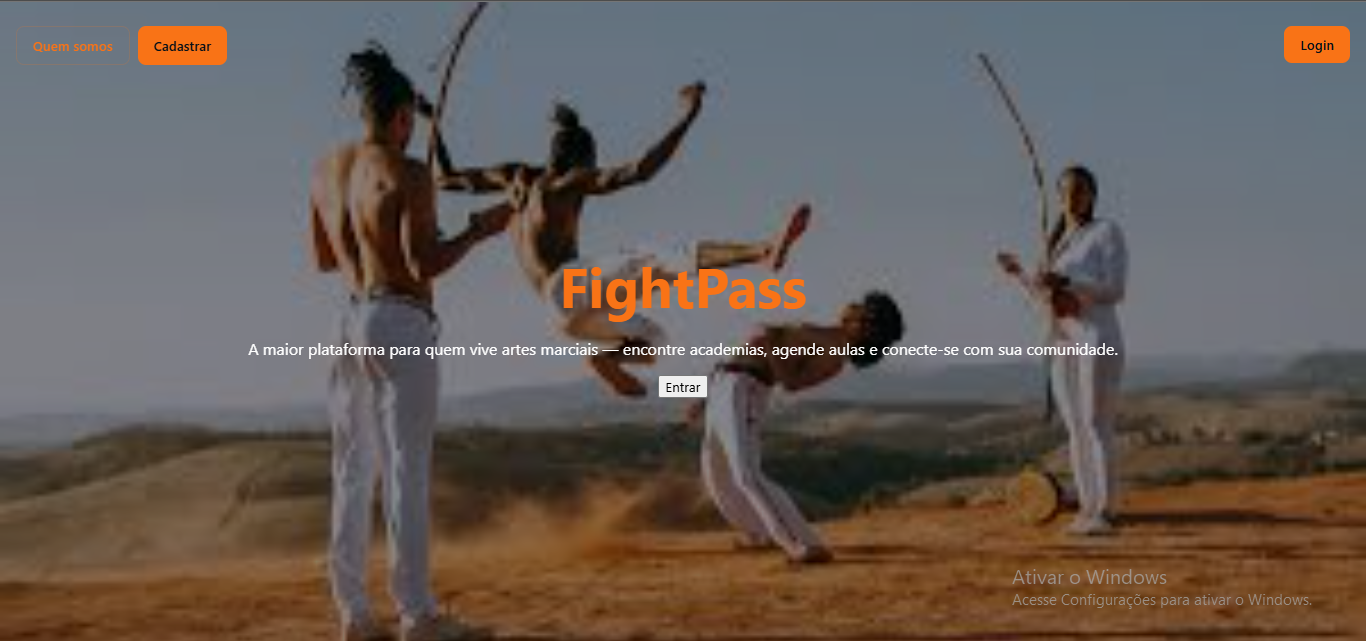 Quem somos
Cadastrar
Login
FightPass
A maior plataforma para quem vive artes marciais — encontre academias, agende aulas e conecte-se com sua comunidade.
Entrar
Ativar o Windows
Acesse Configurações para ativar o Windows.